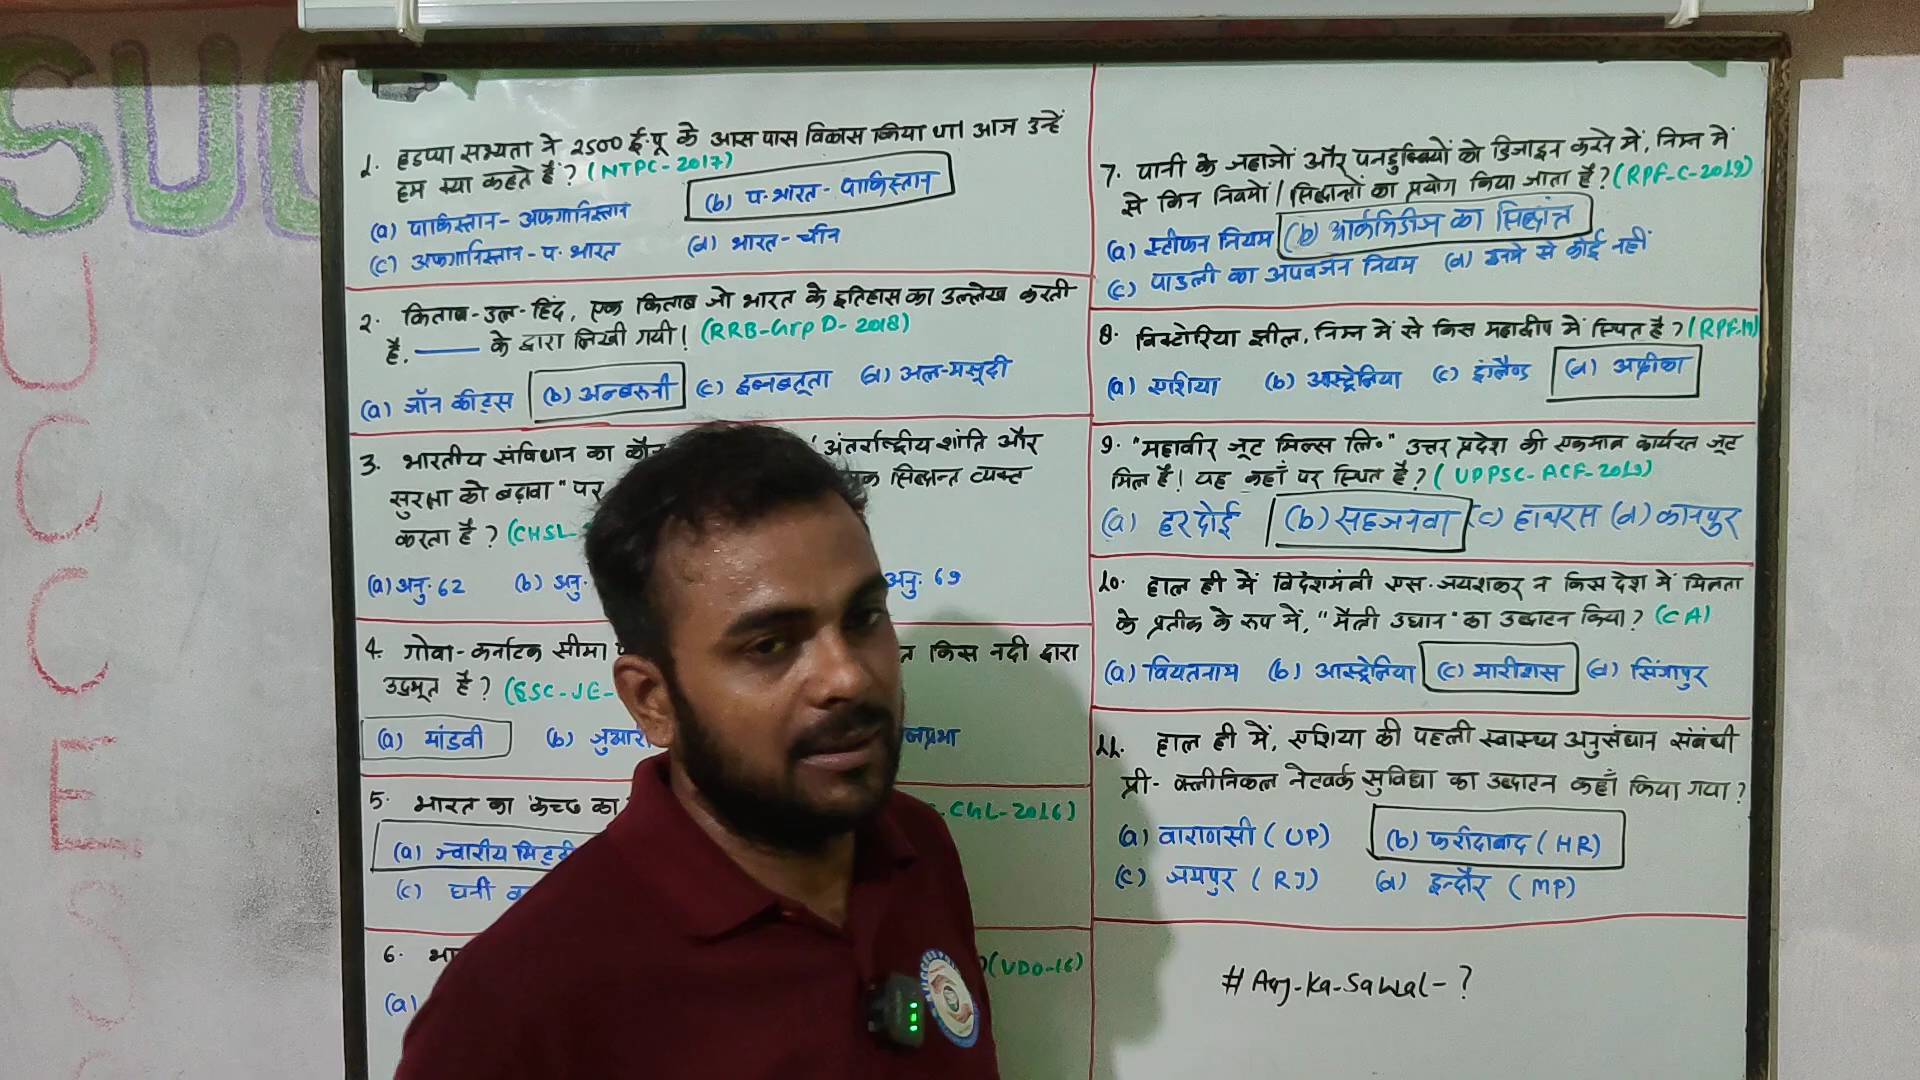 SUC
U
C
C
E
S
S
1. हडप्पा सभ्यता ने 2500 ई.पू के आस पास विकास किया था। आज उन्हें
हम क्या कहते हैं? (NTPC-2017)
(a) पाकिस्तान- अफगानिस्तान (b) प.भारत- पाकिस्तान
(c) अफगानिस्तान- प. भारत (d) भारत- चीन
2. किताब-उल-हिंद, एक किताब जो भारत के इतिहास का उल्लेख करती
है. —— के द्वारा लिखी गयी! (RRB-Grp D-2018)
(a) जॉन कीट्स (b) अलबरुनी (c) इब्नबतूता (d) अल-मसूदी
3. भारतीय संविधान का "अंतर्राष्ट्रीय शांति और
सुरक्षा को बढ़ावा" पर सिद्धान्त व्यक्त
करता है? (CHSL-
(a) अनु. 62 (b) अनु. अनु. 69
4. गोवा-कर्नाटक सीमा किस नदी द्वारा
उद्भूत है? (SSC-JE-
(a) मांडवी (b) जुआरी
5. भारत का कच्छ का CGL-2016)
(a) ज्वारीय मिट्टी
(c) घनी
6. (VDO-16)
(a)
7. पानी के जहाजों और पनडुब्बियों को डिजाइन करने में, निम्न में
से किन नियमों/सिद्धान्तों का प्रयोग किया जाता है? (RPF-C-2019)
(a) स्टीफन नियम (b) आर्कमिडीज का सिद्धांत
(c) पाउली का अपवर्जन नियम (d) इनमे से कोई नहीं
8. विक्टोरिया झील, निम्न में से किस महाद्वीप में स्थित है? (RPF-19)
(a) एशिया (b) आस्ट्रेलिया (c) इंग्लैण्ड (d) अफ्रीका
9. "महावीर जूट मिल्स लि॰" उत्तर प्रदेश की एकमात्र कार्यरत जूट
मिल है! यह कहाँ पर स्थित है? (UPPSC-ACF-2019)
(a) हरदोई (b) सहजनवा (c) हाथरस (d) कानपुर
10. हाल ही में विदेशमंत्री एस. जयशंकर ने किस देश में मित्रता
के प्रतीक के रूप में, "मैत्री उद्यान" का उद्घाटन किया? (CA)
(a) वियतनाम (b) आस्ट्रेलिया (c) मारीशस (d) सिंगापुर
11. हाल ही में, एशिया की पहली स्वास्थ्य अनुसंधान संबंधी
प्री- क्लीनिकल नेटवर्क सुविधा का उद्घाटन कहाँ किया गया?
(a) वाराणसी (UP) (b) फरीदाबाद (HR)
(c) जयपुर (RJ) (d) इन्दौर (MP)
# Aaj-Ka-Sawal-?